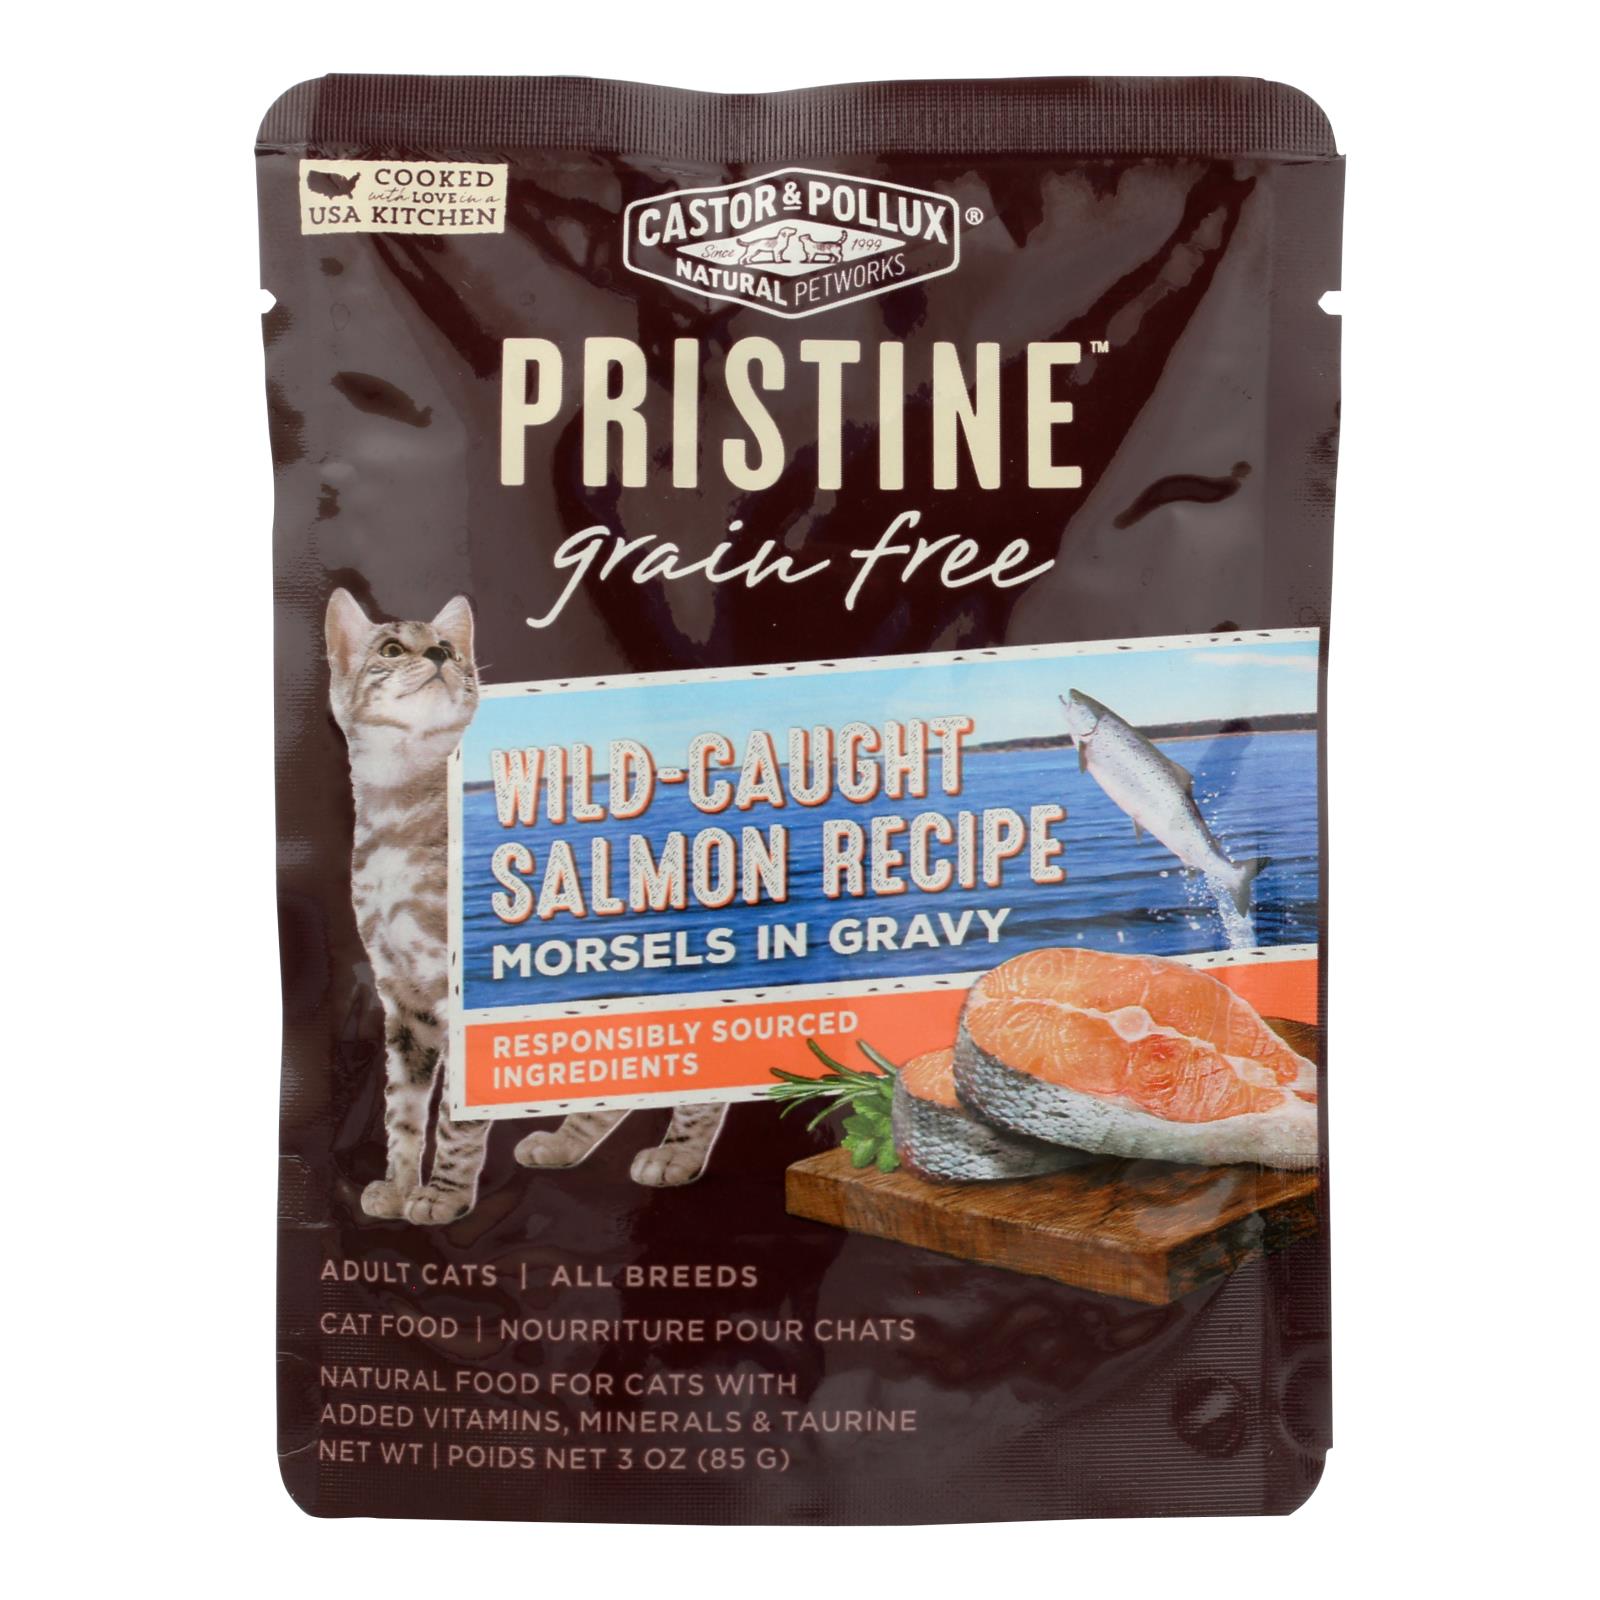 COOKED
with LOVE in a
USA KITCHEN
CASTOR & POLLUX®
Since 1999
NATURAL PETWORKS
PRISTINE™
grain free
WILD-CAUGHT
SALMON RECIPE
MORSELS IN GRAVY
RESPONSIBLY SOURCED
INGREDIENTS
ADULT CATS | ALL BREEDS
CAT FOOD | NOURRITURE POUR CHATS
NATURAL FOOD FOR CATS WITH
ADDED VITAMINS, MINERALS & TAURINE
NET WT | POIDS NET 3 OZ (85 G)